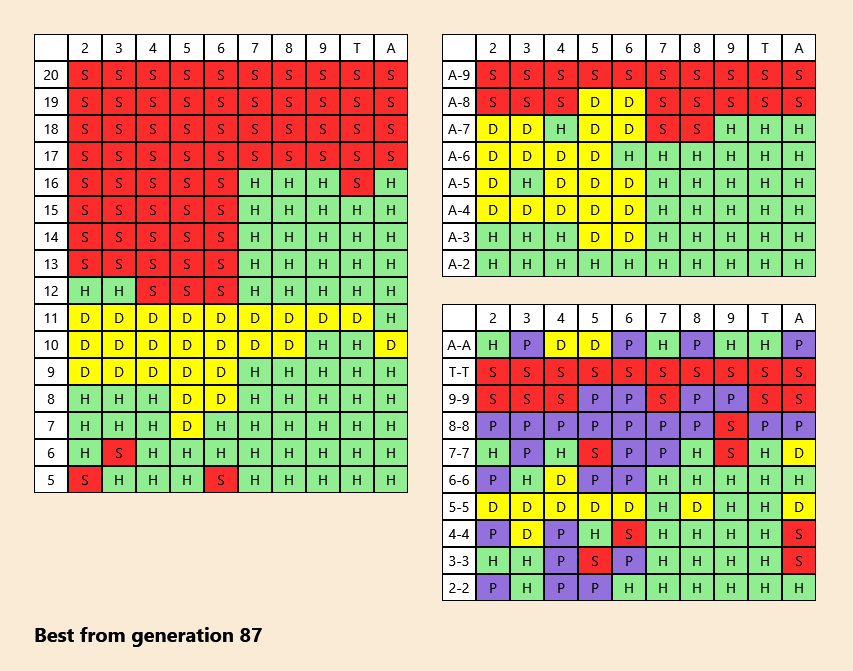 2 3 4 5 6 7 8 9 T A
20 S S S S S S S S S S
19 S S S S S S S S S S
18 S S S S S S S S S S
17 S S S S S S S S S S
16 S S S S S H H H S H
15 S S S S S H H H H H
14 S S S S S H H H H H
13 S S S S S H H H H H
12 H H S S S H H H H H
11 D D D D D D D D D H
10 D D D D D D D H H D
9 D D D D D H H H H H
8 H H H D D H H H H H
7 H H H D H H H H H H
6 H S H H H H H H H H
5 S H H H S H H H H H
2 3 4 5 6 7 8 9 T A
A-9 S S S S S S S S S S
A-8 S S S D D S S S S S
A-7 D D H D D S S H H H
A-6 D D D D H H H H H H
A-5 D H D D D H H H H H
A-4 D D D D D H H H H H
A-3 H H H D D H H H H H
A-2 H H H H H H H H H H
2 3 4 5 6 7 8 9 T A
A-A H P D D P H P H H P
T-T S S S S S S S S S S
9-9 S S S P P S P P S S
8-8 P P P P P P P S P P
7-7 H P H S P P H S H D
6-6 P H D P P H H H H H
5-5 D D D D D H D H H D
4-4 P D P H S H H H H S
3-3 H H P S P H H H H S
2-2 P H P P H H H H H H
Best from generation 87